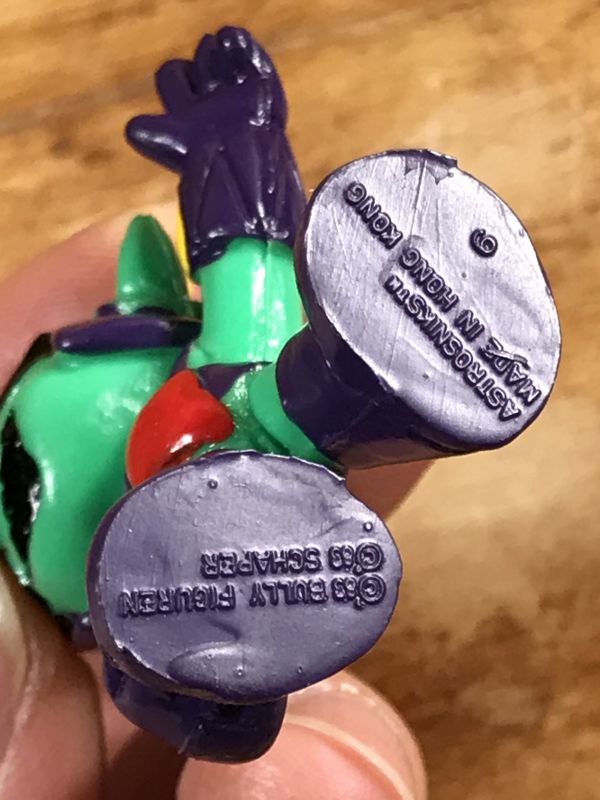 ASTROSNIKS™
MADE IN HONG KONG
©'83 BULLY FIGUREN
©'83 SCHAPER